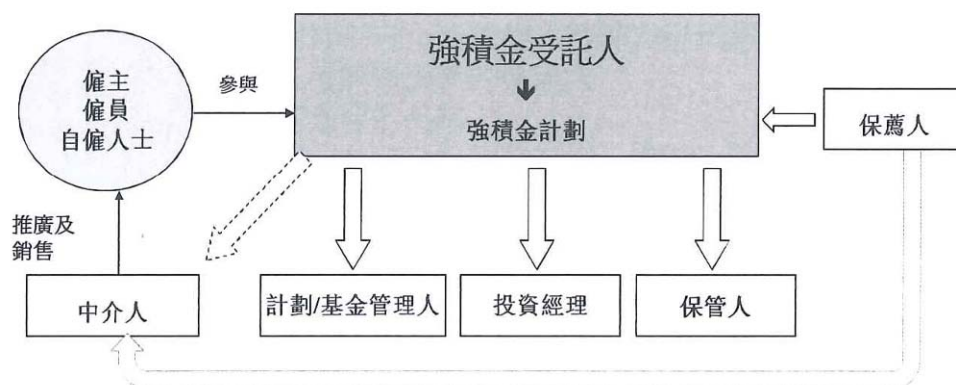 強積金受託人
強積金計劃
僱主
僱員
自僱人士
參與
保薦人
推廣及
銷售
中介人
計劃/基金管理人
投資經理
保管人